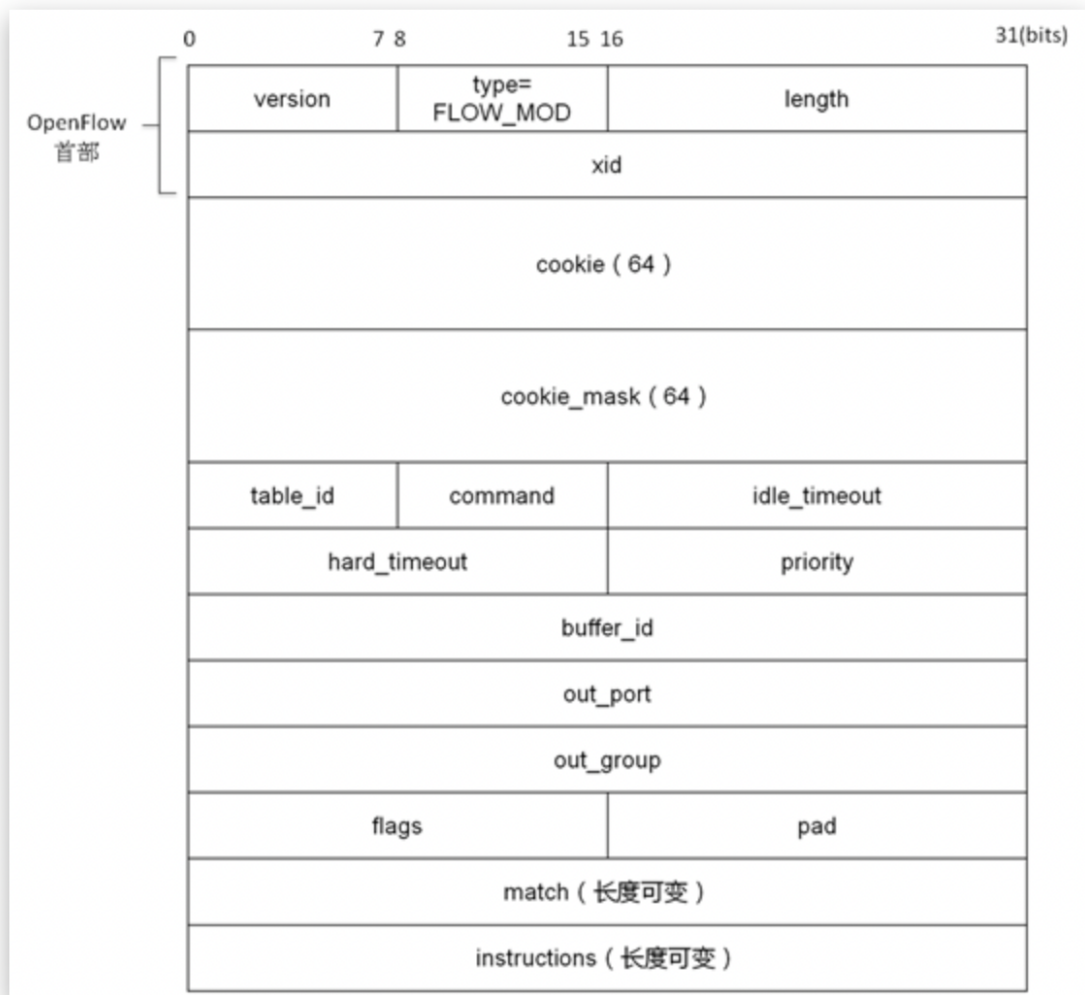 0 7 8 15 16 31(bits)
OpenFlow
首部
version
type=
FLOW_MOD
length
xid
cookie ( 64 )
cookie_mask ( 64 )
table_id command idle_timeout
hard_timeout priority
buffer_id
out_port
out_group
flags pad
match ( 长度可变 )
instructions ( 长度可变 )